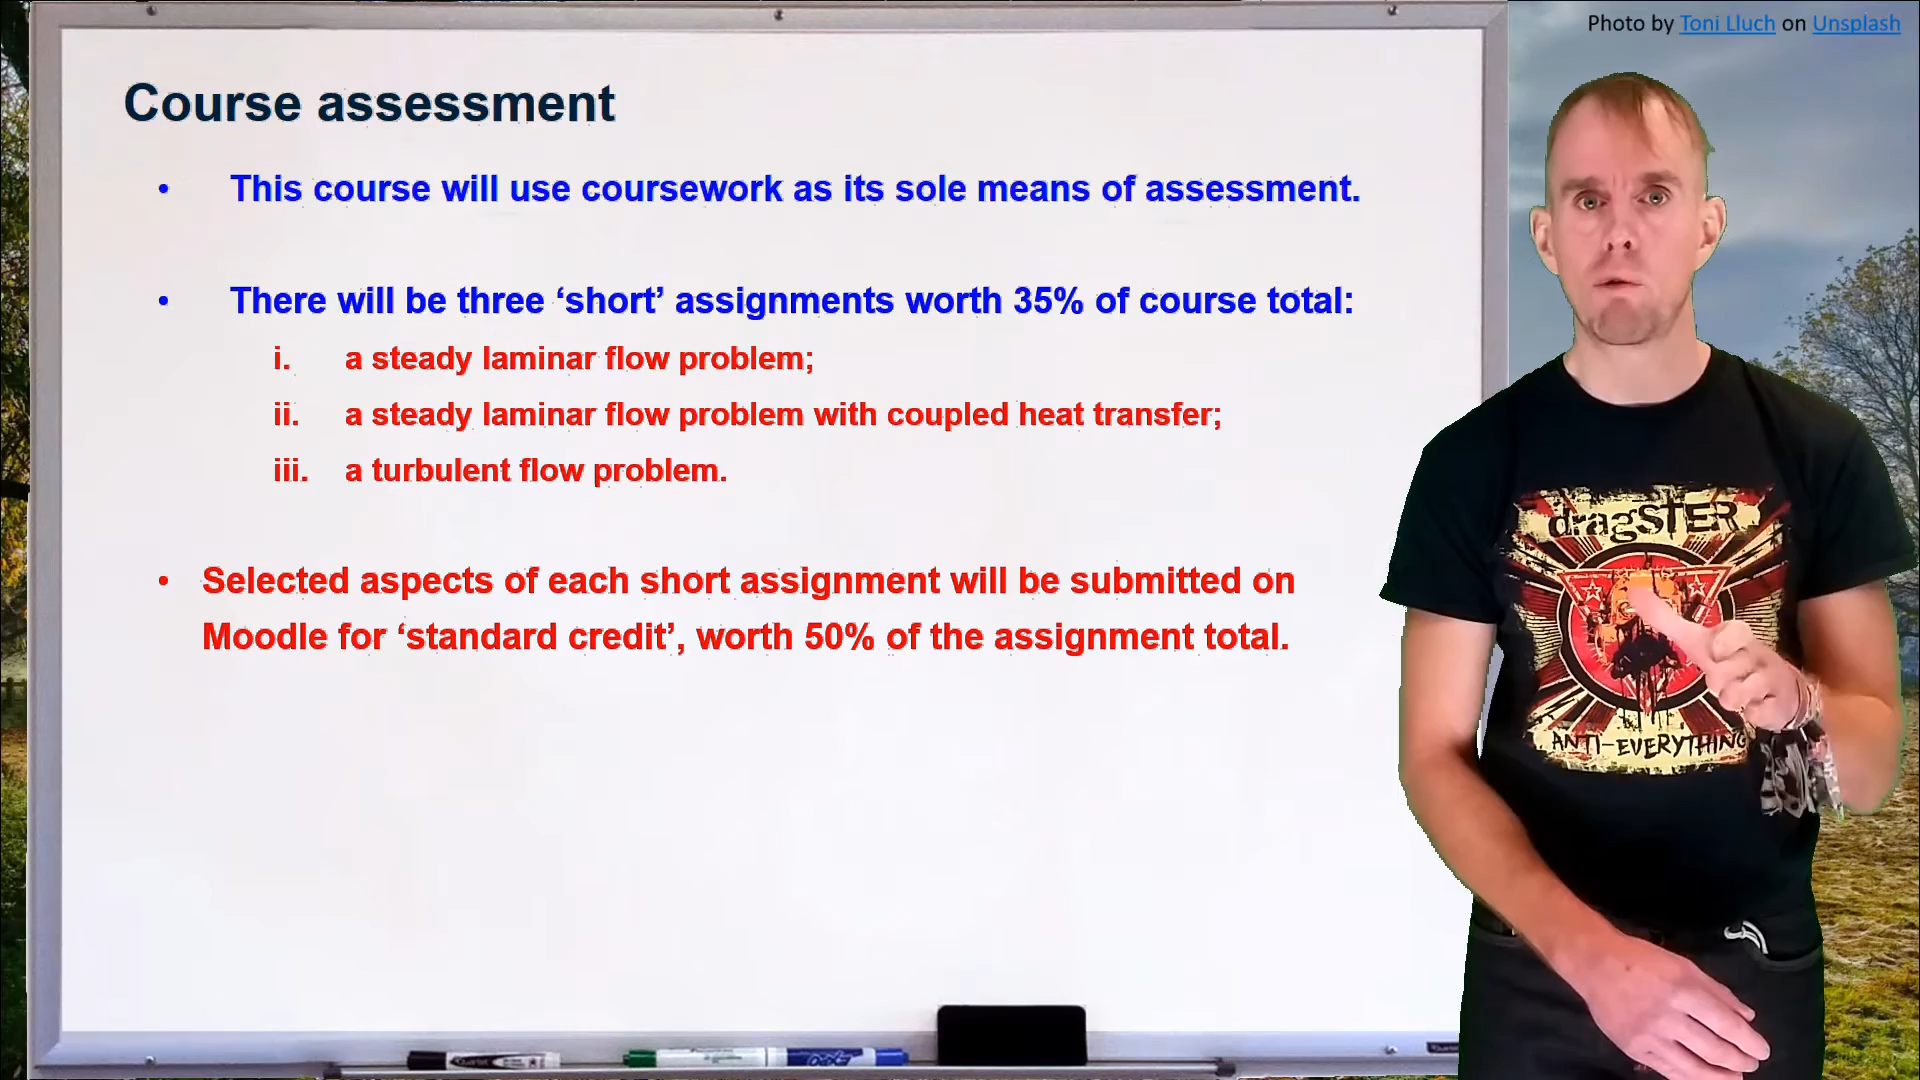 Photo by Toni Lluch on Unsplash
Course assessment
• This course will use coursework as its sole means of assessment.
• There will be three ‘short’ assignments worth 35% of course total:
i. a steady laminar flow problem;
ii. a steady laminar flow problem with coupled heat transfer;
iii. a turbulent flow problem.
• Selected aspects of each short assignment will be submitted on
Moodle for ‘standard credit’, worth 50% of the assignment total.
dragSTER
ANTI-EVERYTHING